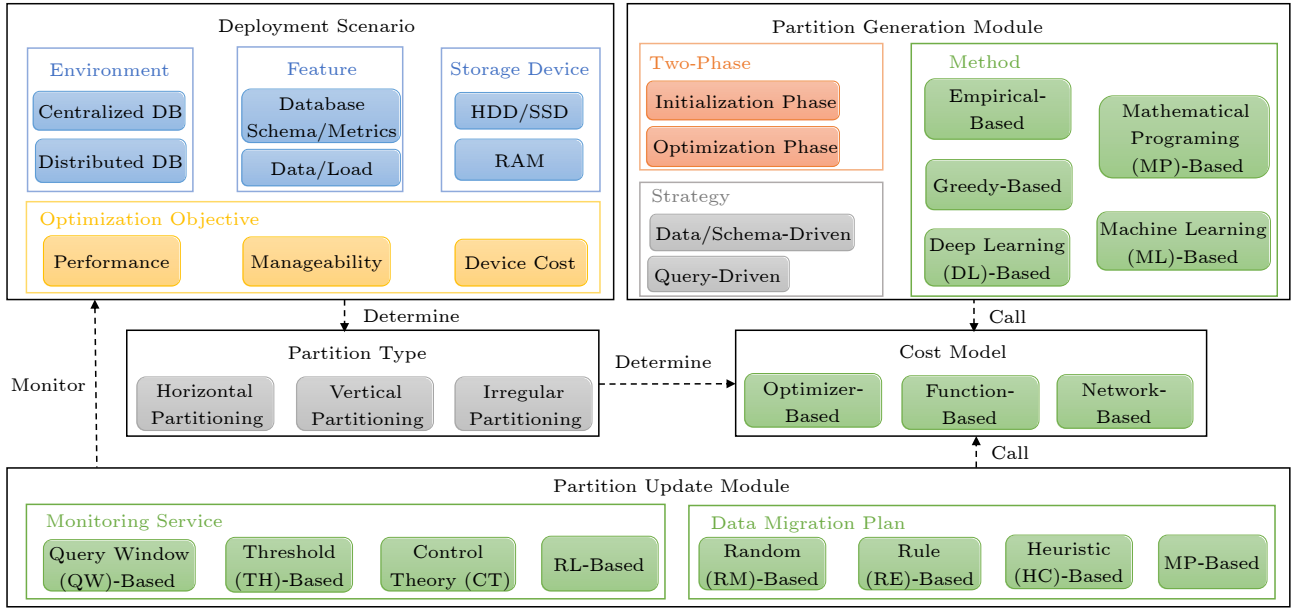 Deployment Scenario
Environment
Centralized DB
Distributed DB
Feature
Database
Schema/Metrics
Data/Load
Storage Device
HDD/SSD
RAM
Optimization Objective
Performance
Manageability
Device Cost
Partition Generation Module
Two-Phase
Initialization Phase
Optimization Phase
Strategy
Data/Schema-Driven
Query-Driven
Method
Empirical-
Based
Greedy-Based
Deep Learning
(DL)-Based
Mathematical
Programing
(MP)-Based
Machine Learning
(ML)-Based
Monitor
Determine
Call
Partition Type
Horizontal
Partitioning
Vertical
Partitioning
Irregular
Partitioning
Determine
Cost Model
Optimizer-
Based
Function-
Based
Network-
Based
Call
Partition Update Module
Monitoring Service
Query Window
(QW)-Based
Threshold
(TH)-Based
Control
Theory (CT)
RL-Based
Data Migration Plan
Random
(RM)-Based
Rule
(RE)-Based
Heuristic
(HC)-Based
MP-Based